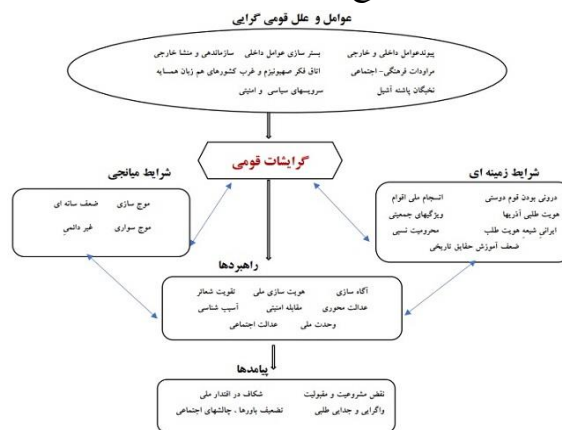 عوامل و علل قومی گرایی
پیوندعوامل داخلی و خارجی بستر سازی عوامل داخلی سازماندهی و منشا خارجی
مراودات فرهنگی- اجتماعی اتاق فکر صهیونیزم و غرب کشورهای هم زبان همسایه
نخبگان پاشنه آشیل سرویسهای سیاسی و امنیتی
گرایشات قومی
شرایط زمینه ای
درونی بودن قوم دوستی انسجام ملی اقوام
هویت طلبی آذریها ویژگیهای جمعیتی
ایرانی شیعه هویت طلب محرومیت نسبی
ضعف آموزش حقایق تاریخی
شرایط میانجی
موج سازی ضعف سانه ای
موج سواری غیر دائمی
راهبردها
آگاه سازی هویت سازی ملی تقویت شعائر
عدالت محوری مقابله امنیتی آسیب شناسی
وحدت ملی عدالت اجتماعی
پیامدها
نقض مشروعیت و مقبولیت شکاف در اقتدار ملی
واگرایی و جدایی طلبی تضعیف باورها ، چالشهای اجتماعی